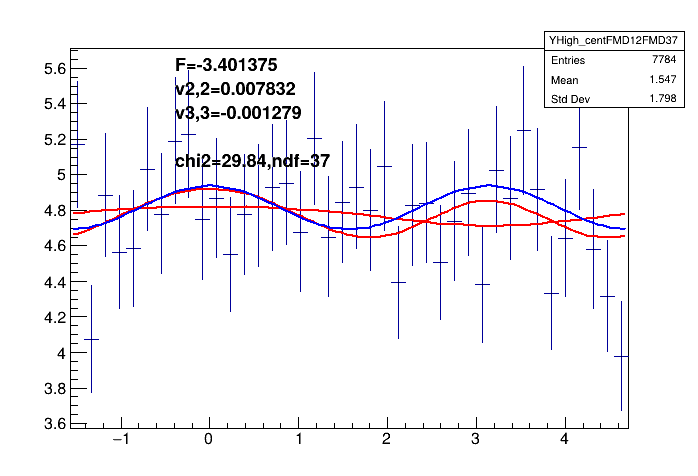 YHigh_centFMD12FMD37
Entries 7784
Mean 1.547
Std Dev 1.798
F=-3.401375
v2,2=0.007832
v3,3=-0.001279
chi2=29.84,ndf=37
5.6
5.4
5.2
5
4.8
4.6
4.4
4.2
4
3.8
3.6
−1 0 1 2 3 4